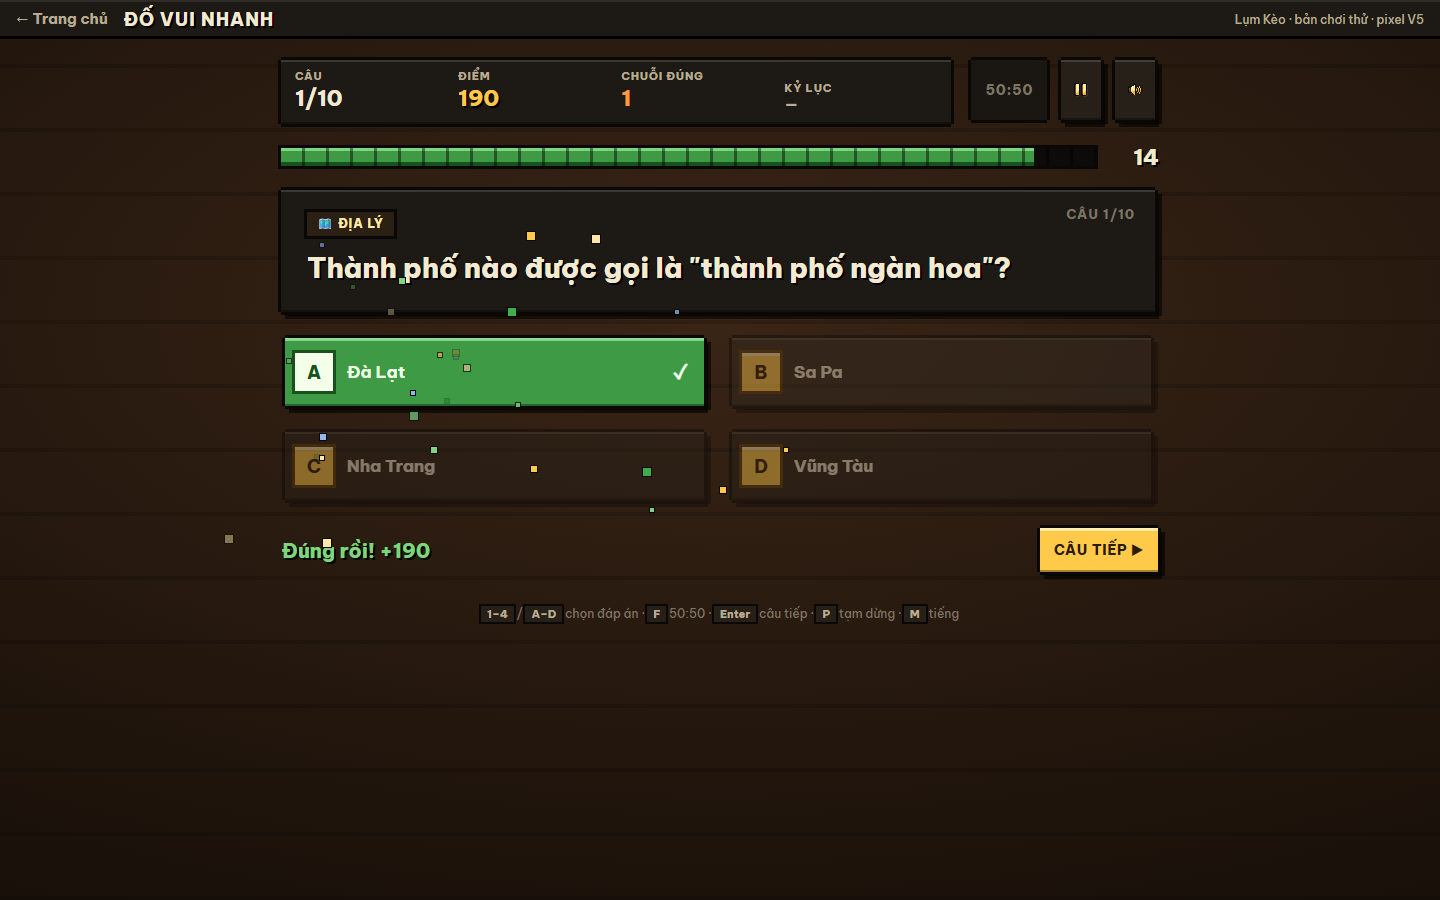 ← Trang chủ ĐỐ VUI NHANH
Lụm Kèo · bản chơi thử · pixel V5
CÂU ĐIỂM CHUỖI ĐÚNG KỶ LỤC
1/10 190 1 –
50:50
14
ĐỊA LÝ
CÂU 1/10
Thành phố nào được gọi là "thành phố ngàn hoa"?
A Đà Lạt ✓
B Sa Pa
C Nha Trang
D Vũng Tàu
Đúng rồi! +190
CÂU TIẾP ▶
1–4 / A–D chọn đáp án · F 50:50 · Enter câu tiếp · P tạm dừng · M tiếng